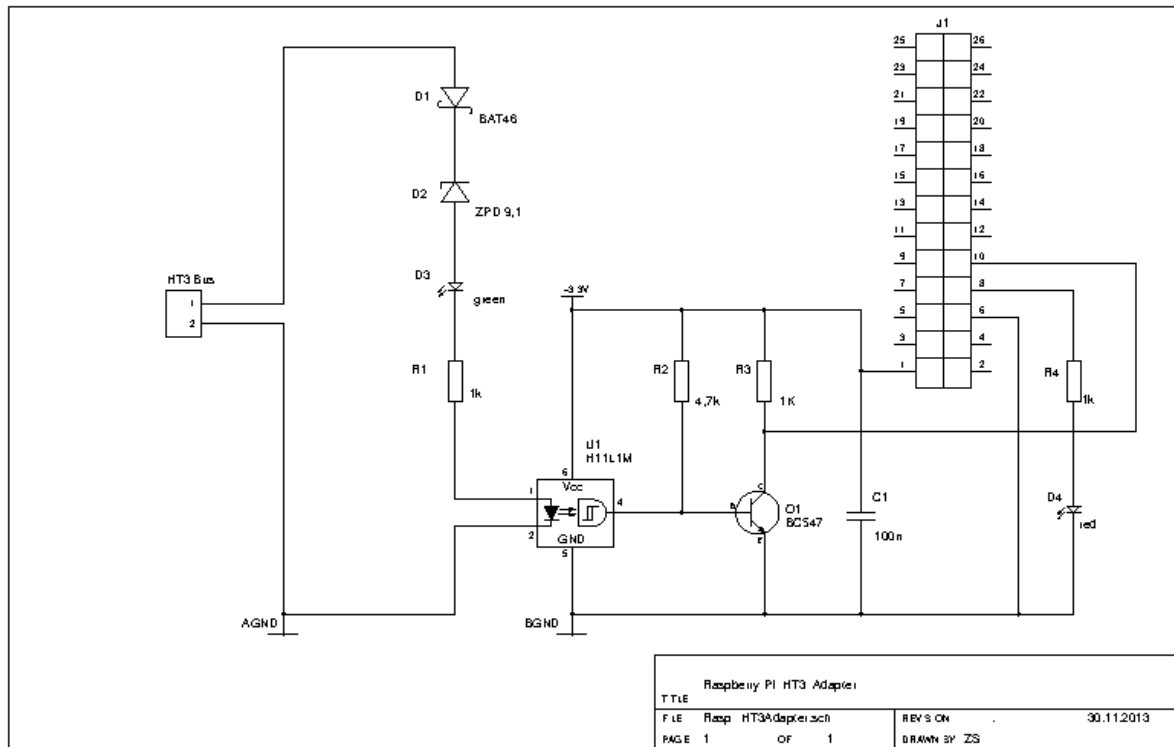 J1
25 26
23 24
21 22
19 20
17 18
15 16
13 14
11 12
9 10
7 8
5 6
3 4
1 2
D1
BAT46
D2
ZPD 9,1
D3
green
HT3 Bus
1
2
R1
1k
R2
4,7k
R3
1K
R4
1k
U1
H11L1M
6
Vcc
1
4
2
GND
5
C
B
E
Q1
BC547
C1
100n
D4
red
AGND
BGND
TITLE Raspberry PI HT3 Adapter
FILE Rasp HT3Adapter.sch
REVISION . 30.11.2013
PAGE 1 OF 1
DRAWN BY ZS